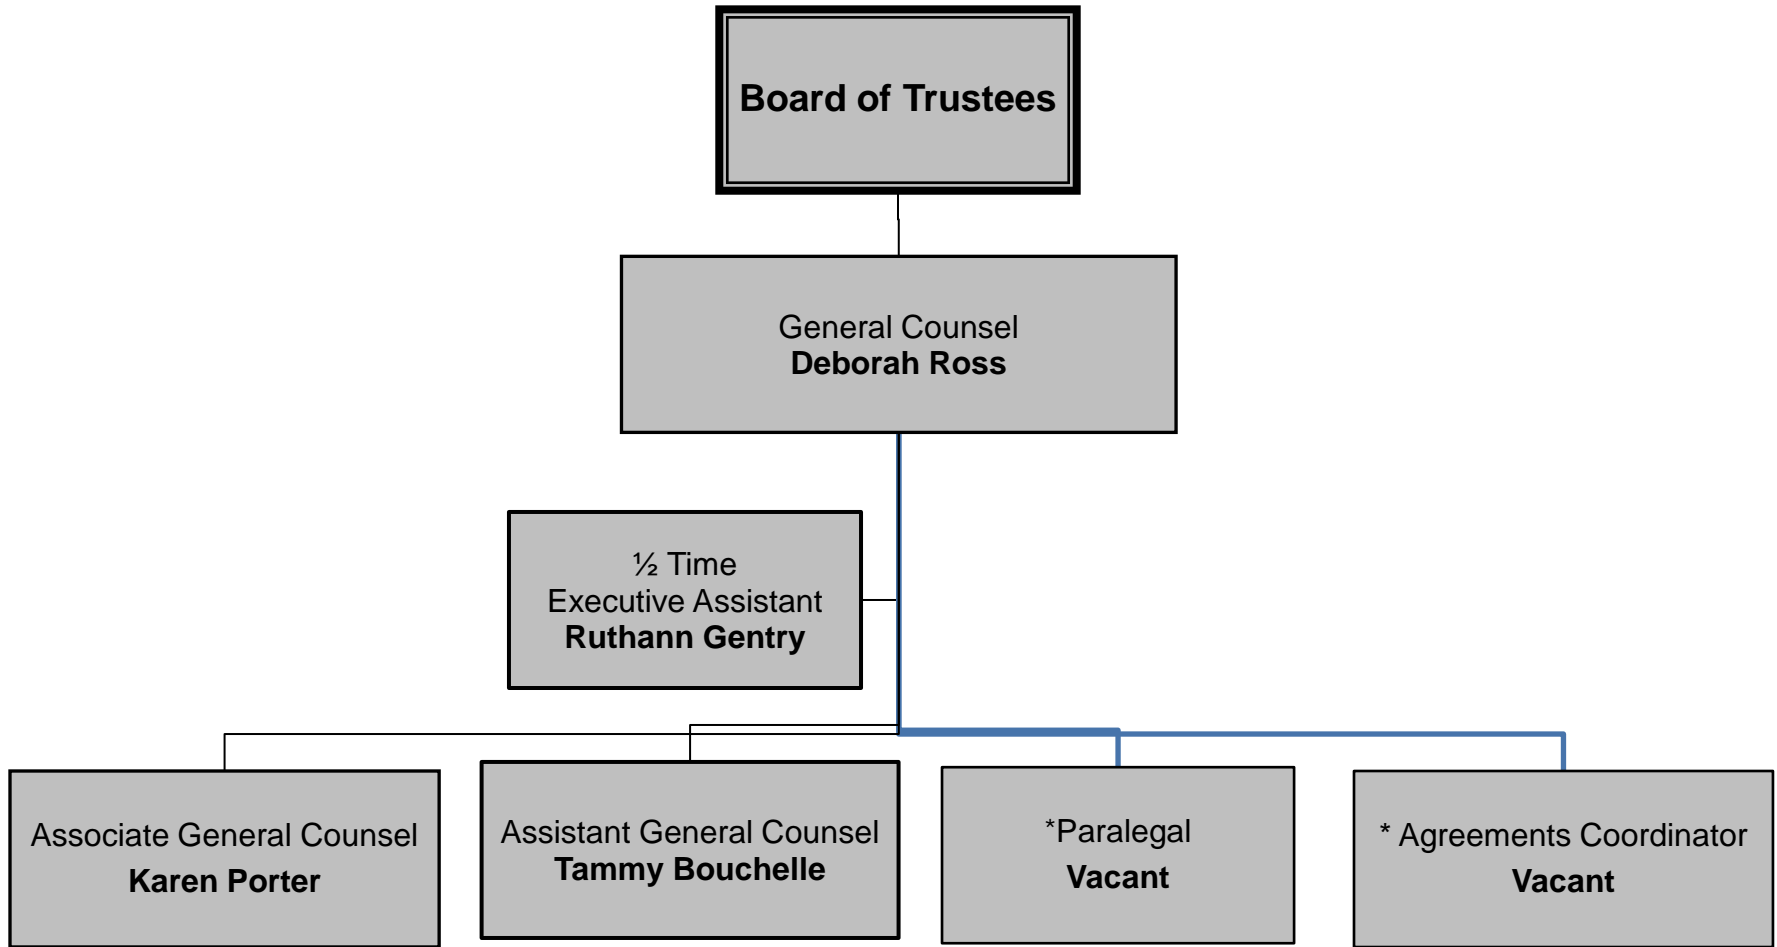 Board of Trustees
General Counsel
Deborah Ross
½ Time
Executive Assistant
Ruthann Gentry
Associate General Counsel
Karen Porter
Assistant General Counsel
Tammy Bouchelle
*Paralegal
Vacant
* Agreements Coordinator
Vacant